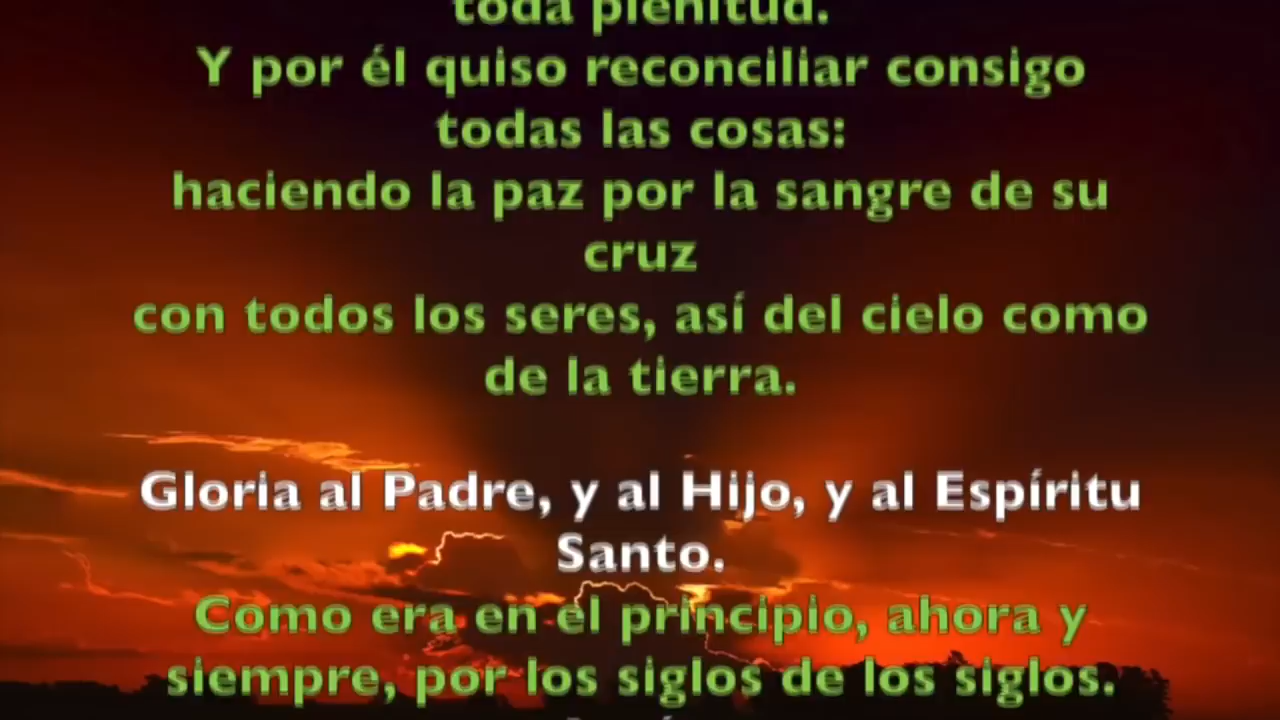 toda plenitud.
Y por él quiso reconciliar consigo
todas las cosas:
haciendo la paz por la sangre de su
cruz
con todos los seres, así del cielo como
de la tierra.
Gloria al Padre, y al Hijo, y al Espíritu
Santo.
Como era en el principio, ahora y
siempre, por los siglos de los siglos.